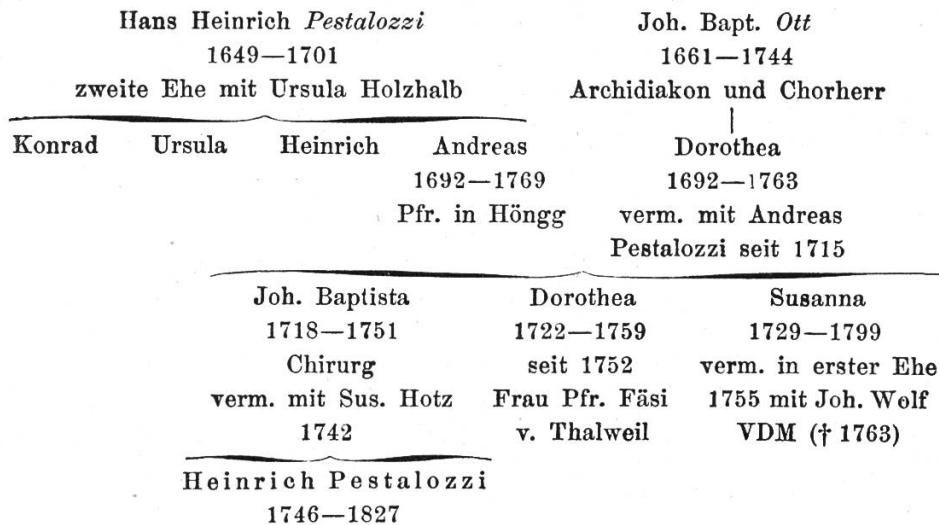 Hans Heinrich Pestalozzi
1649—1701
zweite Ehe mit Ursula Holzhalb
Joh. Bapt. Ott
1661—1744
Archidiakon und Chorherr
Konrad Ursula Heinrich Andreas
1692—1769
Pfr. in Höngg
Dorothea
1692—1763
verm. mit Andreas
Pestalozzi seit 1715
Joh. Baptista
1718—1751
Chirurg
verm. mit Sus. Hotz
1742
Dorothea
1722—1759
seit 1752
Frau Pfr. Fäsi
v. Thalweil
Susanna
1729—1799
verm. in erster Ehe
1755 mit Joh. Wolf
VDM († 1763)
Heinrich Pestalozzi
1746—1827